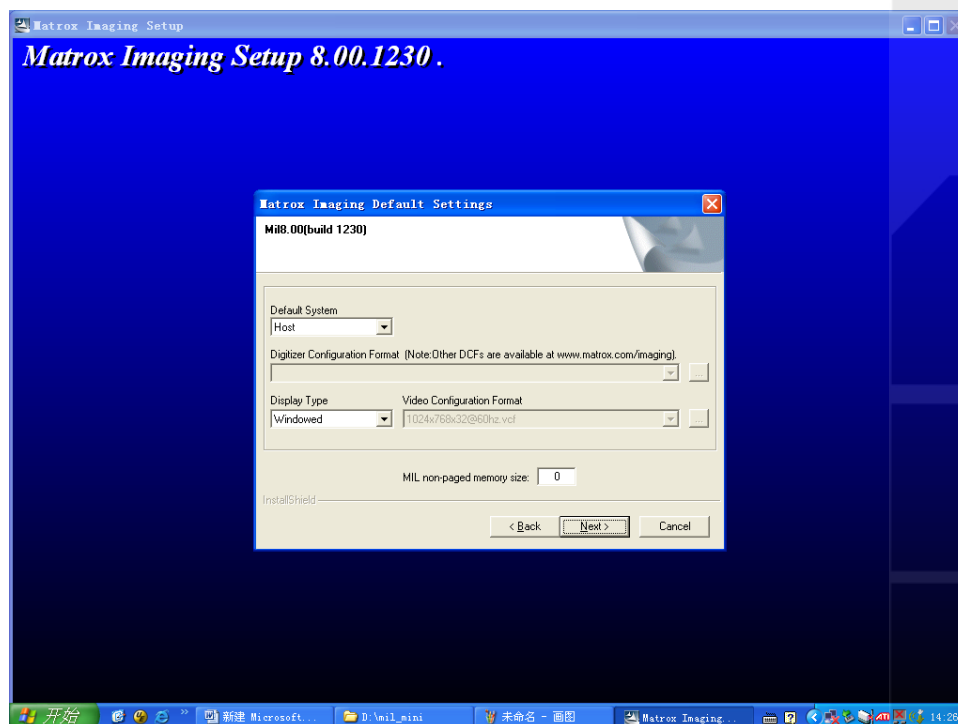 Matrox Imaging Setup
Matrox Imaging Setup 8.00.1230 .
Matrox Imaging Default Settings
Mil8.00(build 1230)
Default System
Host
Digitizer Configuration Format (Note:Other DCFs are available at www.matrox.com/imaging).
...
Display Type Video Configuration Format
Windowed 1024x768x32@60hz.vcf ...
MIL non-paged memory size: 0
InstallShield
< Back Next > Cancel
开始 » 新建 Microsoft... D:\mil_mini 未命名 - 画图 Matrox Imaging... 14:28